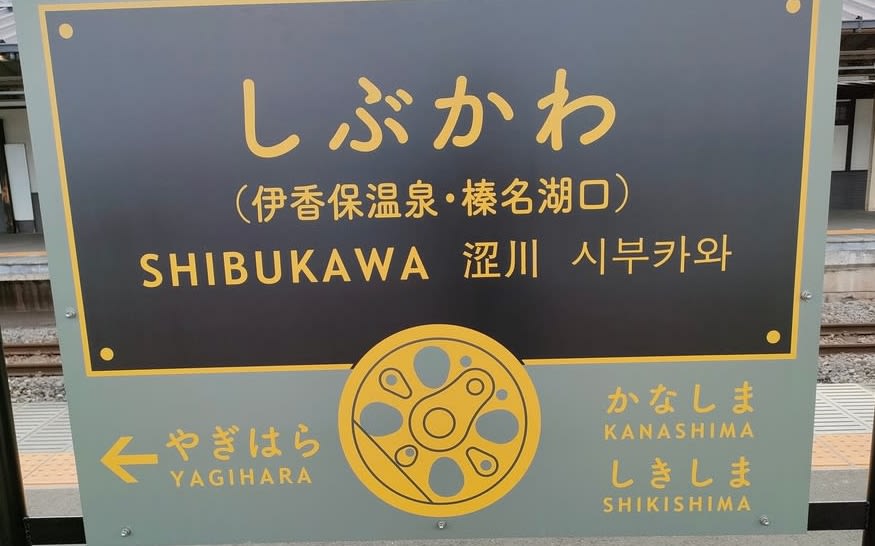 しぶかわ
（伊香保温泉・榛名湖口）
SHIBUKAWA 涩川 시부카와
← やぎはら
YAGIHARA
かなしま
KANASHIMA
しきしま
SHIKISHIMA